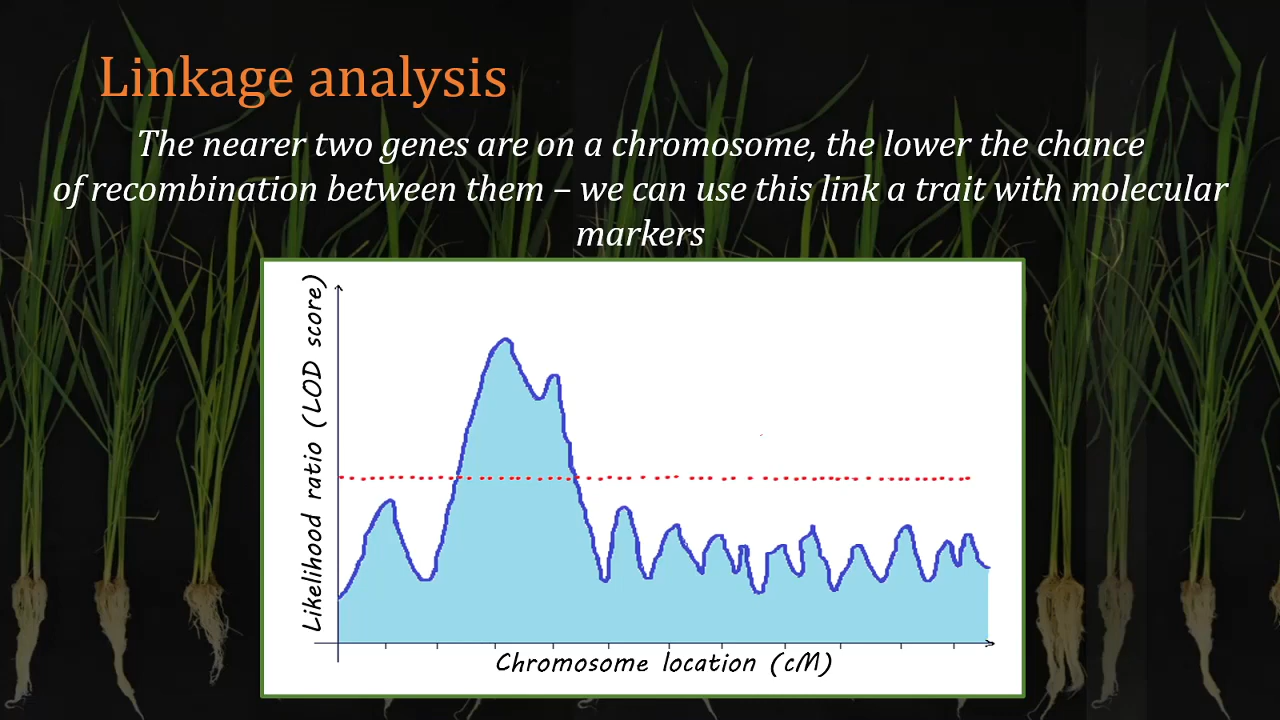 Linkage analysis
The nearer two genes are on a chromosome, the lower the chance
of recombination between them – we can use this link a trait with molecular
markers
Likelihood ratio (LOD score)
Chromosome location (cM)